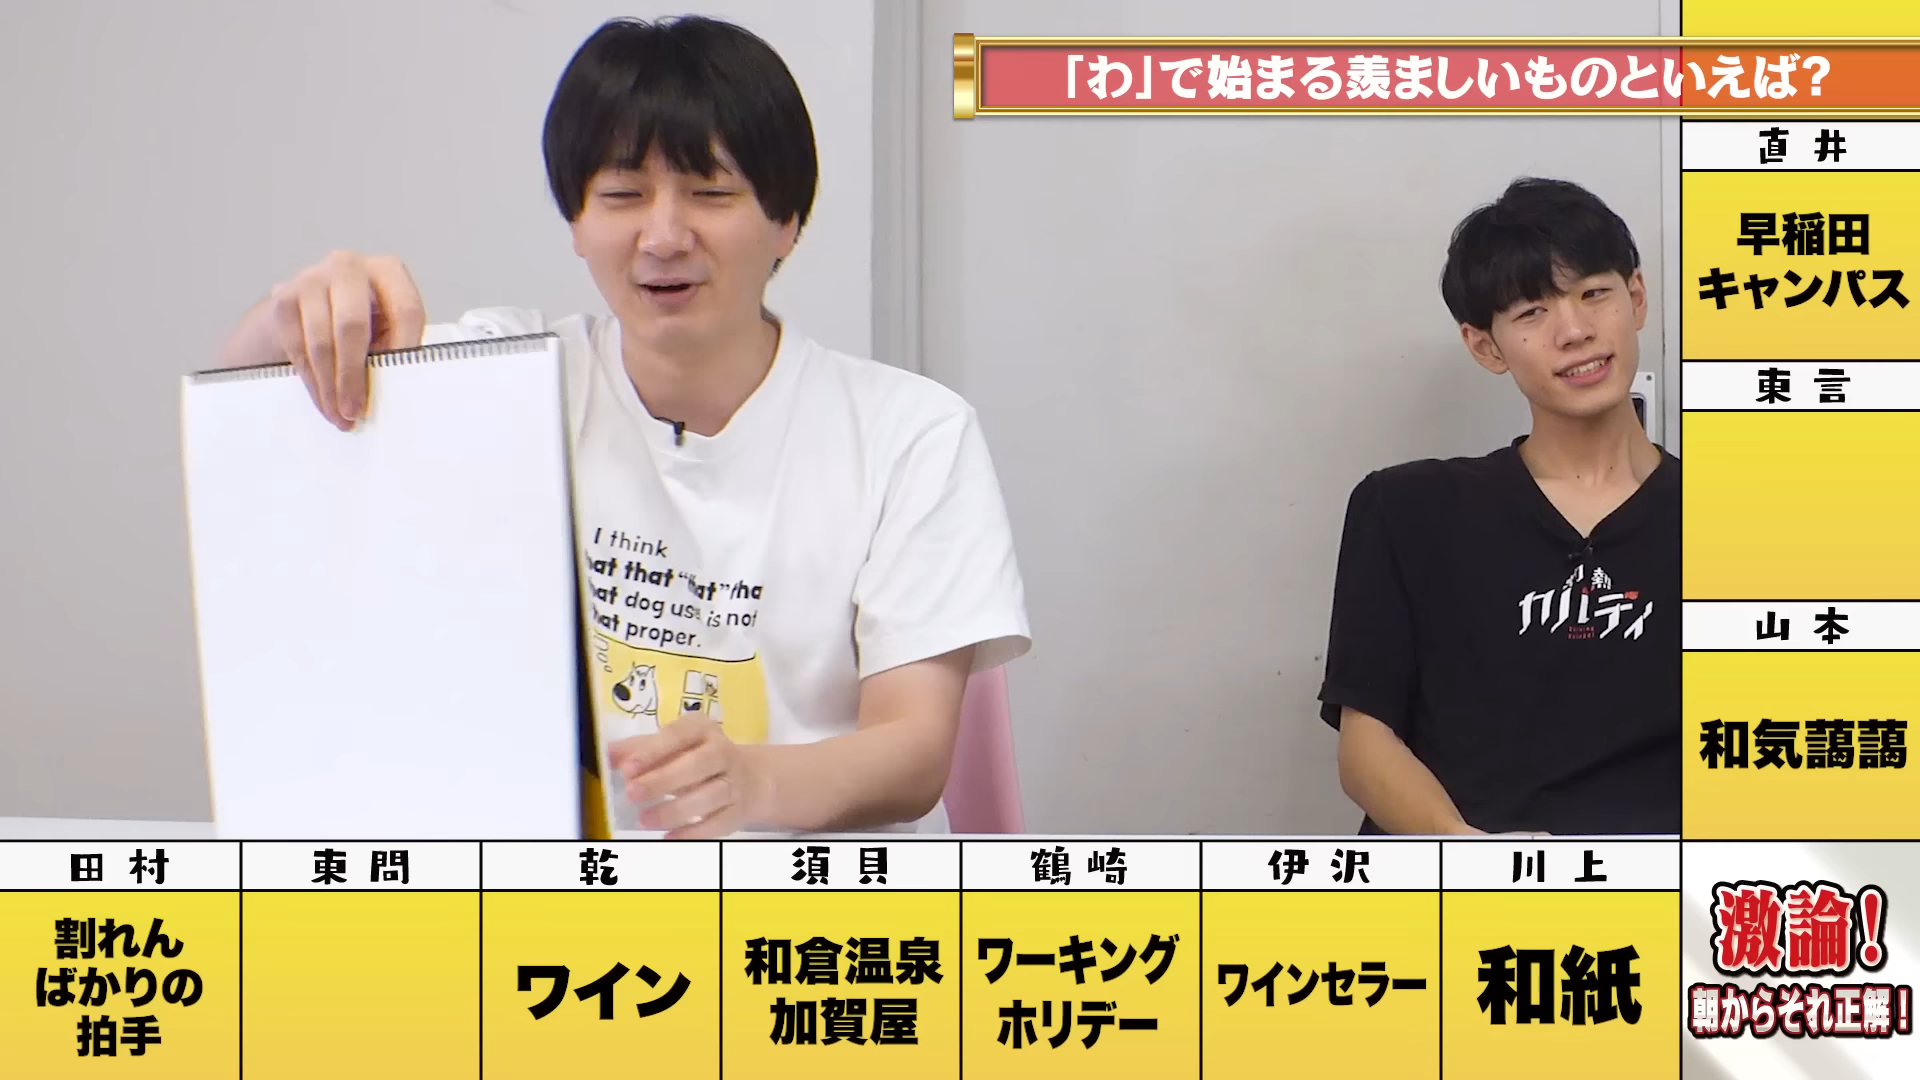 「わ」で始まる羨ましいものといえば?
直井
早稲田
キャンパス
東言
山本
和気藹藹
I think
that "that"
dog
is not
that proper.
田村
割れん
ばかりの
拍手
東問
乾
ワイン
須貝
和倉温泉
加賀屋
鶴崎
ワーキング
ホリデー
伊沢
ワインセラー
川上
和紙
激論!
朝からそれ正解!